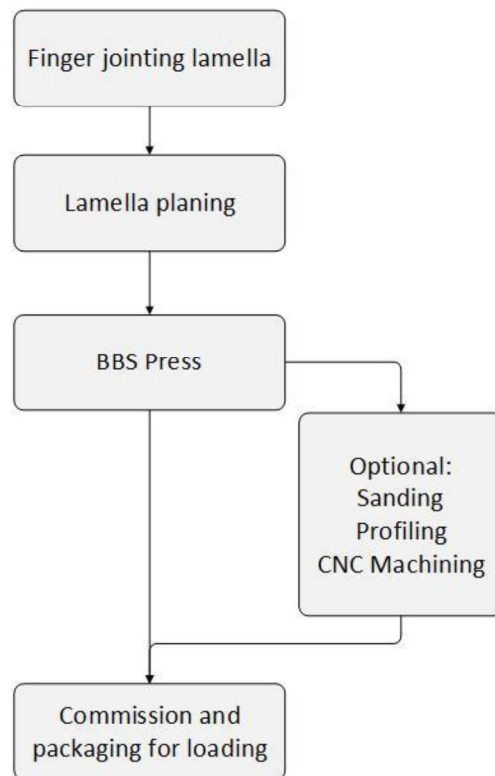 Finger jointing lamella
Lamella planing
BBS Press
Optional:
Sanding
Profiling
CNC Machining
Commission and
packaging for loading